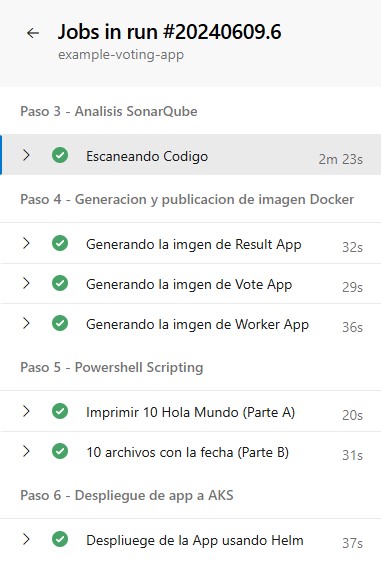 Jobs in run #20240609.6
example-voting-app
Paso 3 - Analisis SonarQube
Escaneando Codigo 2m 23s
Paso 4 - Generacion y publicacion de imagen Docker
Generando la imgen de Result App 32s
Generando la imgen de Vote App 29s
Generando la imgen de Worker App 36s
Paso 5 - Powershell Scripting
Imprimir 10 Hola Mundo (Parte A) 20s
10 archivos con la fecha (Parte B) 31s
Paso 6 - Despliegue de app a AKS
Despliuege de la App usando Helm 37s